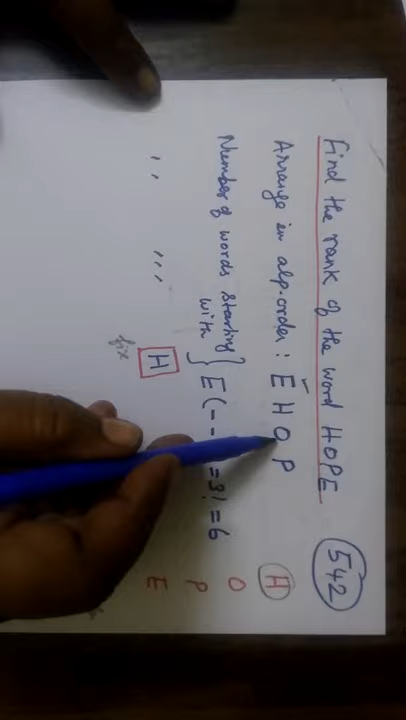 Find the rank of the word HOPE
542
Arrange in alp. order : E H O P
Number of words starting with } E ( - - = 3! = 6
" " H
fix
H
O
P
E